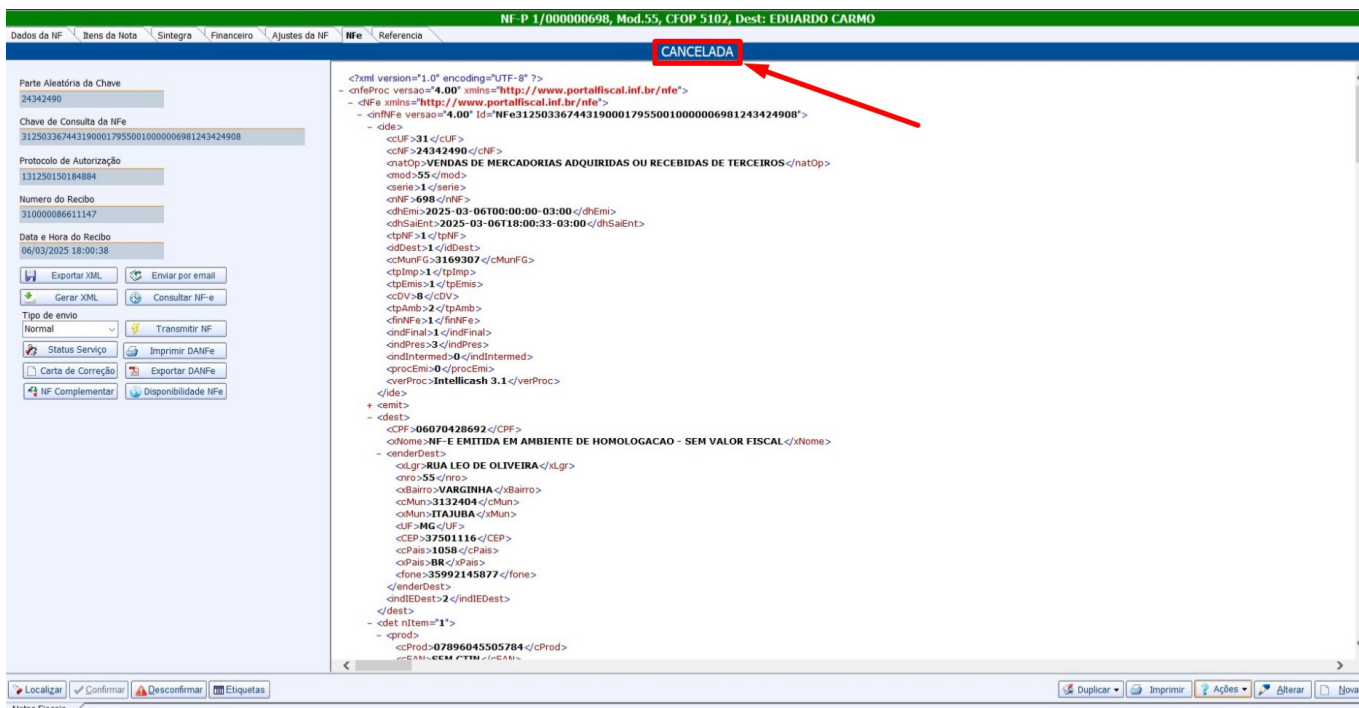 NF-P 1/000000698, Mod.55, CFOP 5102, Dest: EDUARDO CARMO
Dados da NF Itens da Nota Sintegra Financeiro Ajustes da NF NFe Referencia
CANCELADA
Parte Aleatória da Chave
24342490
Chave de Consulta da NFe
31250336744319000179550010000006981243424908
Protocolo de Autorização
131250150184884
Numero do Recibo
310000086611147
Data e Hora do Recibo
06/03/2025 18:00:38
Exportar XML Enviar por email
Gerar XML Consultar NF-e
Tipo de envio
Normal Transmitir NF
Status Serviço Imprimir DANFe
Carta de Correção Exportar DANFe
NF Complementar Disponibilidade NFe
<?xml version="1.0" encoding="UTF-8" ?>
- <nfeProc versao="4.00" xmlns="http://www.portalfiscal.inf.br/nfe">
- <NFe xmlns="http://www.portalfiscal.inf.br/nfe">
- <infNFe versao="4.00" Id="NFe31250336744319000179550010000006981243424908">
- <ide>
<cUF>31</cUF>
<cNF>24342490</cNF>
<natOp>VENDAS DE MERCADORIAS ADQUIRIDAS OU RECEBIDAS DE TERCEIROS</natOp>
<mod>55</mod>
<serie>1</serie>
<nNF>698</nNF>
<dhEmi>2025-03-06T00:00:00-03:00</dhEmi>
<dhSaiEnt>2025-03-06T18:00:33-03:00</dhSaiEnt>
<tpNF>1</tpNF>
<idDest>1</idDest>
<cMunFG>3169307</cMunFG>
<tpImp>1</tpImp>
<tpEmis>1</tpEmis>
<cDV>8</cDV>
<tpAmb>2</tpAmb>
<finNFe>1</finNFe>
<indFinal>1</indFinal>
<indPres>3</indPres>
<indIntermed>0</indIntermed>
<procEmi>0</procEmi>
<verProc>Intellicash 3.1</verProc>
</ide>
+ <emit>
- <dest>
<CPF>06070428692</CPF>
<xNome>NF-E EMITIDA EM AMBIENTE DE HOMOLOGACAO - SEM VALOR FISCAL</xNome>
- <enderDest>
<xLgr>RUA LEO DE OLIVEIRA</xLgr>
<nro>55</nro>
<xBairro>VARGINHA</xBairro>
<cMun>3132404</cMun>
<xMun>ITAJUBA</xMun>
<UF>MG</UF>
<CEP>37501116</CEP>
<cPais>1058</cPais>
<xPais>BR</xPais>
<fone>35992145877</fone>
</enderDest>
<indIEDest>2</indIEDest>
</dest>
- <det nItem="1">
- <prod>
<cProd>07896045505784</cProd>
<cEAN>SEM GTIN</cEAN>
Localizar Confirmar Desconfirmar Etiquetas Duplicar Imprimir Ações Alterar Nova
Notas Fiscais